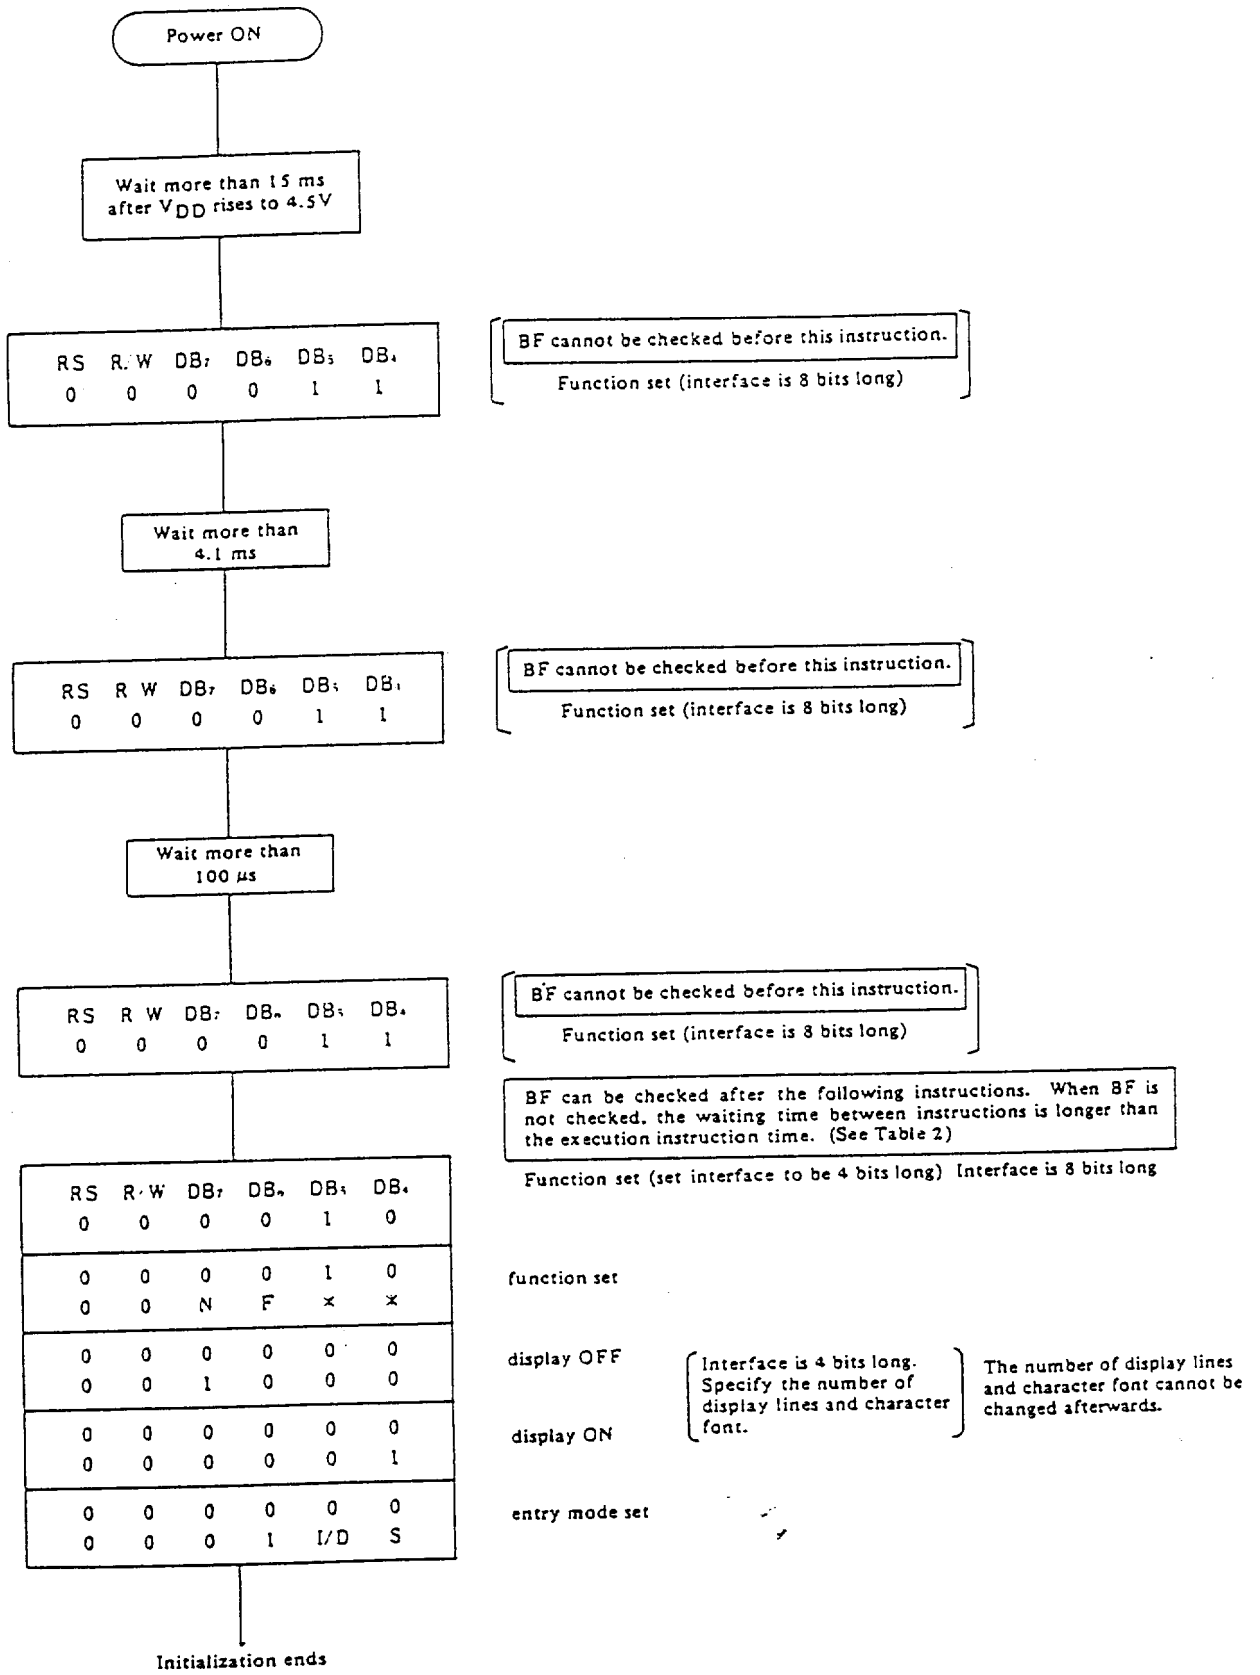 Power ON
Wait more than 15 ms
after VDD rises to 4.5V
RS R/W DB7 DB6 DB5 DB4
0 0 0 0 1 1
BF cannot be checked before this instruction.
Function set (interface is 8 bits long)
Wait more than
4.1 ms
RS R W DB7 DB6 DB5 DB4
0 0 0 0 1 1
BF cannot be checked before this instruction.
Function set (interface is 8 bits long)
Wait more than
100 µs
RS R W DB7 DB6 DB5 DB4
0 0 0 0 1 1
BF cannot be checked before this instruction.
Function set (interface is 8 bits long)
BF can be checked after the following instructions. When BF is
not checked, the waiting time between instructions is longer than
the execution instruction time. (See Table 2)
Function set (set interface to be 4 bits long) Interface is 8 bits long
RS R/W DB7 DB6 DB5 DB4
0 0 0 0 1 0
0 0 0 0 1 0
0 0 N F * *
function set
0 0 0 0 0 0
0 0 1 0 0 0
display OFF
0 0 0 0 0 0
0 0 0 0 0 1
display ON
Interface is 4 bits long.
Specify the number of
display lines and character
font.
The number of display lines
and character font cannot be
changed afterwards.
0 0 0 0 0 0
0 0 0 1 I/D S
entry mode set
Initialization ends